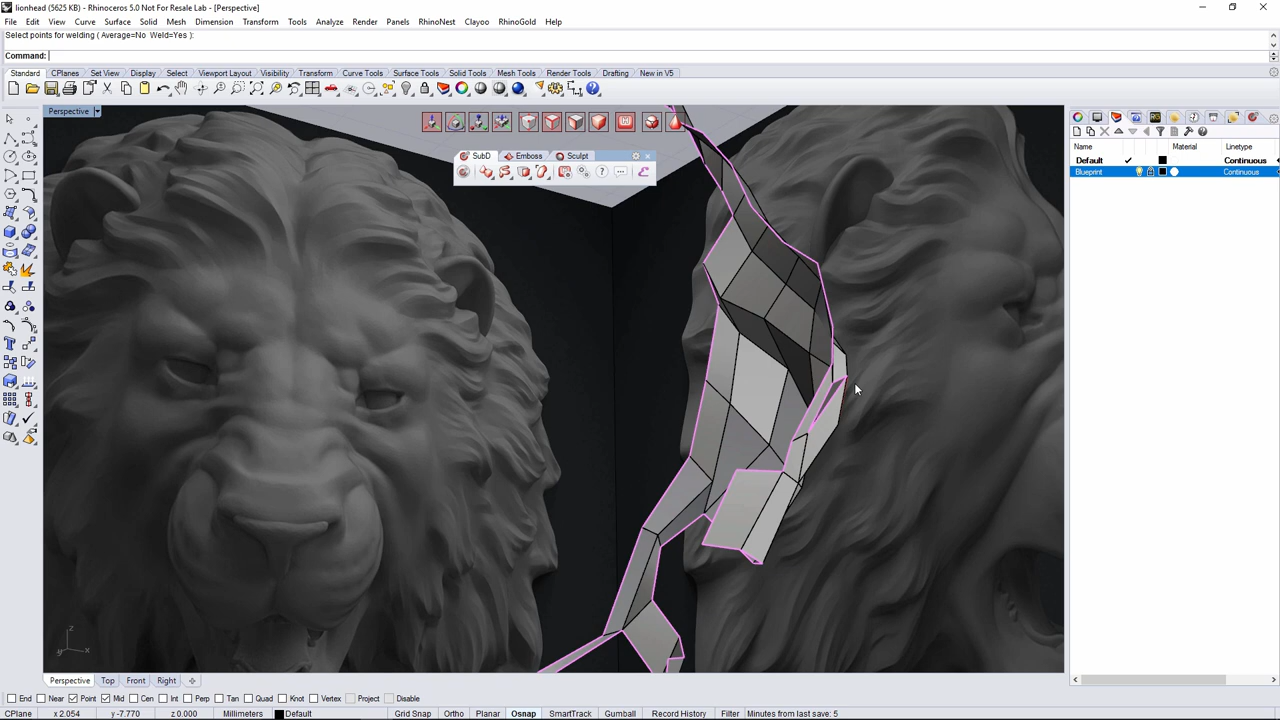 lionhead (5625 KB) - Rhinoceros 5.0 Not For Resale Lab - [Perspective]
File Edit View Curve Surface Solid Mesh Dimension Transform Tools Analyze Render Panels RhinoNest Clayoo RhinoGold Help
Select points for welding ( Average=No Weld=Yes ):
Command:
Standard CPlanes Set View Display Select Viewport Layout Visibility Transform Curve Tools Surface Tools Solid Tools Mesh Tools Render Tools Drafting New in V5
Perspective
SubD Emboss Sculpt
Name Material Linetype
Default Continuous
Blueprint Continuous
z
y x
Perspective Top Front Right
End Near Point Mid Cen Int Perp Tan Quad Knot Vertex Project Disable
CPlane x 2.054 y -7.770 z 0.000 Millimeters Default Grid Snap Ortho Planar Osnap SmartTrack Gumball Record History Filter Minutes from last save: 5